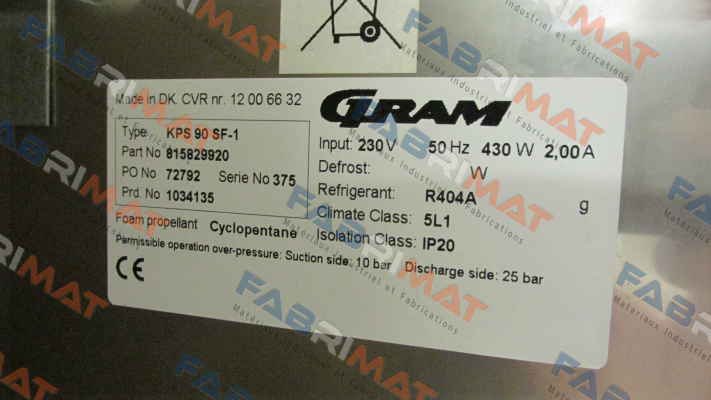 Made in DK. CVR nr. 12 00 66 32
GRAM
Type KPS 90 SF-1
Part No 815829920
PO No 72792 Serie No 375
Prd. No 1034135
Input: 230 V 50 Hz 430 W 2,00 A
Defrost: W
Refrigerant: R404A g
Climate Class: 5L1
Isolation Class: IP20
Foam propellant Cyclopentane
Permissible operation over-pressure: Suction side: 10 bar Discharge side: 25 bar
CE
FABRIMAT
Materiaux Industriel et Fabrications